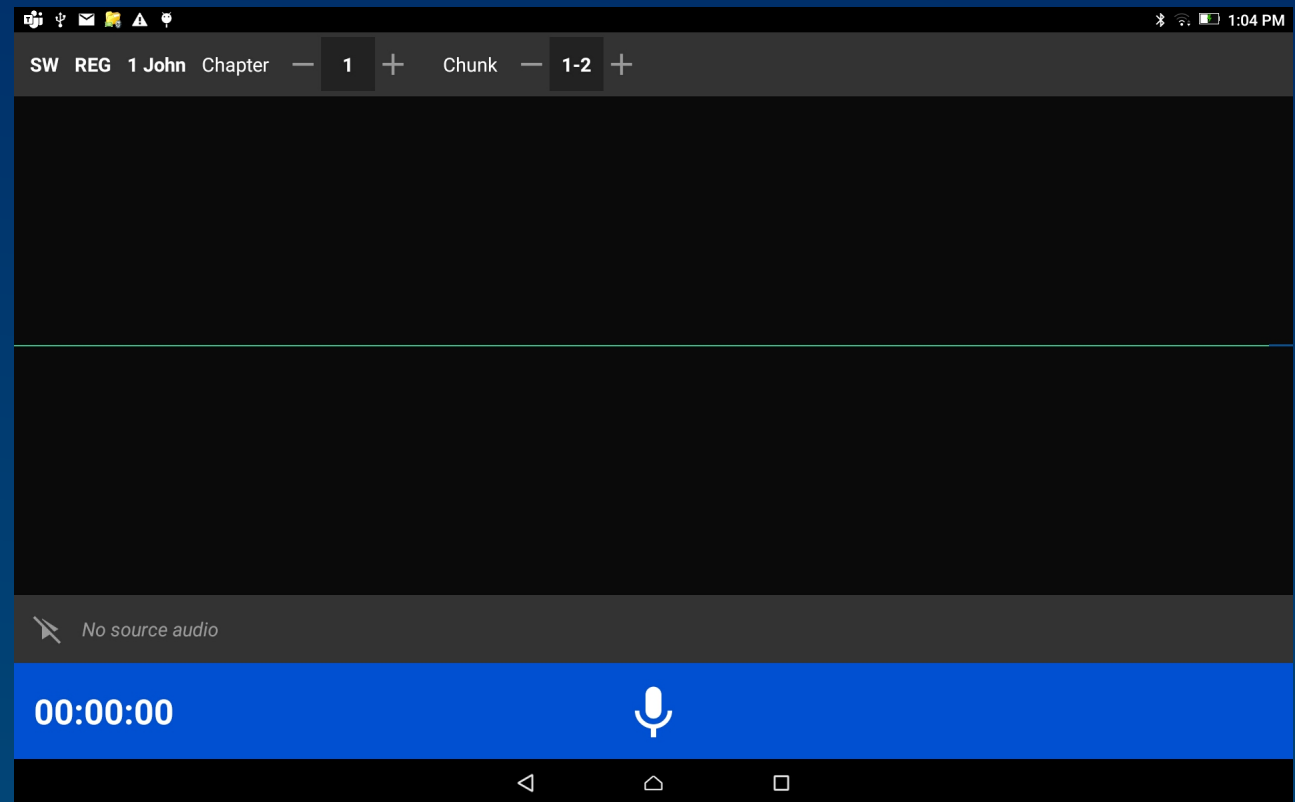 1:04 PM
SW REG 1 John Chapter — 1 + Chunk — 1-2 +
No source audio
00:00:00